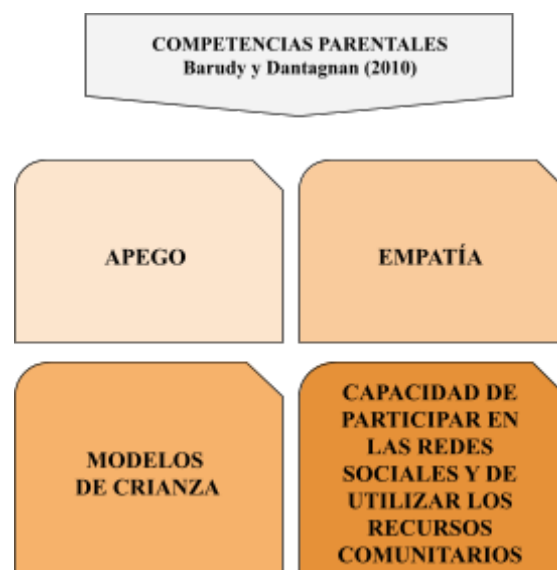 COMPETENCIAS PARENTALES
Barudy y Dantagnan (2010)
APEGO
EMPATÍA
MODELOS
DE CRIANZA
CAPACIDAD DE
PARTICIPAR EN
LAS REDES
SOCIALES Y DE
UTILIZAR LOS
RECURSOS
COMUNITARIOS